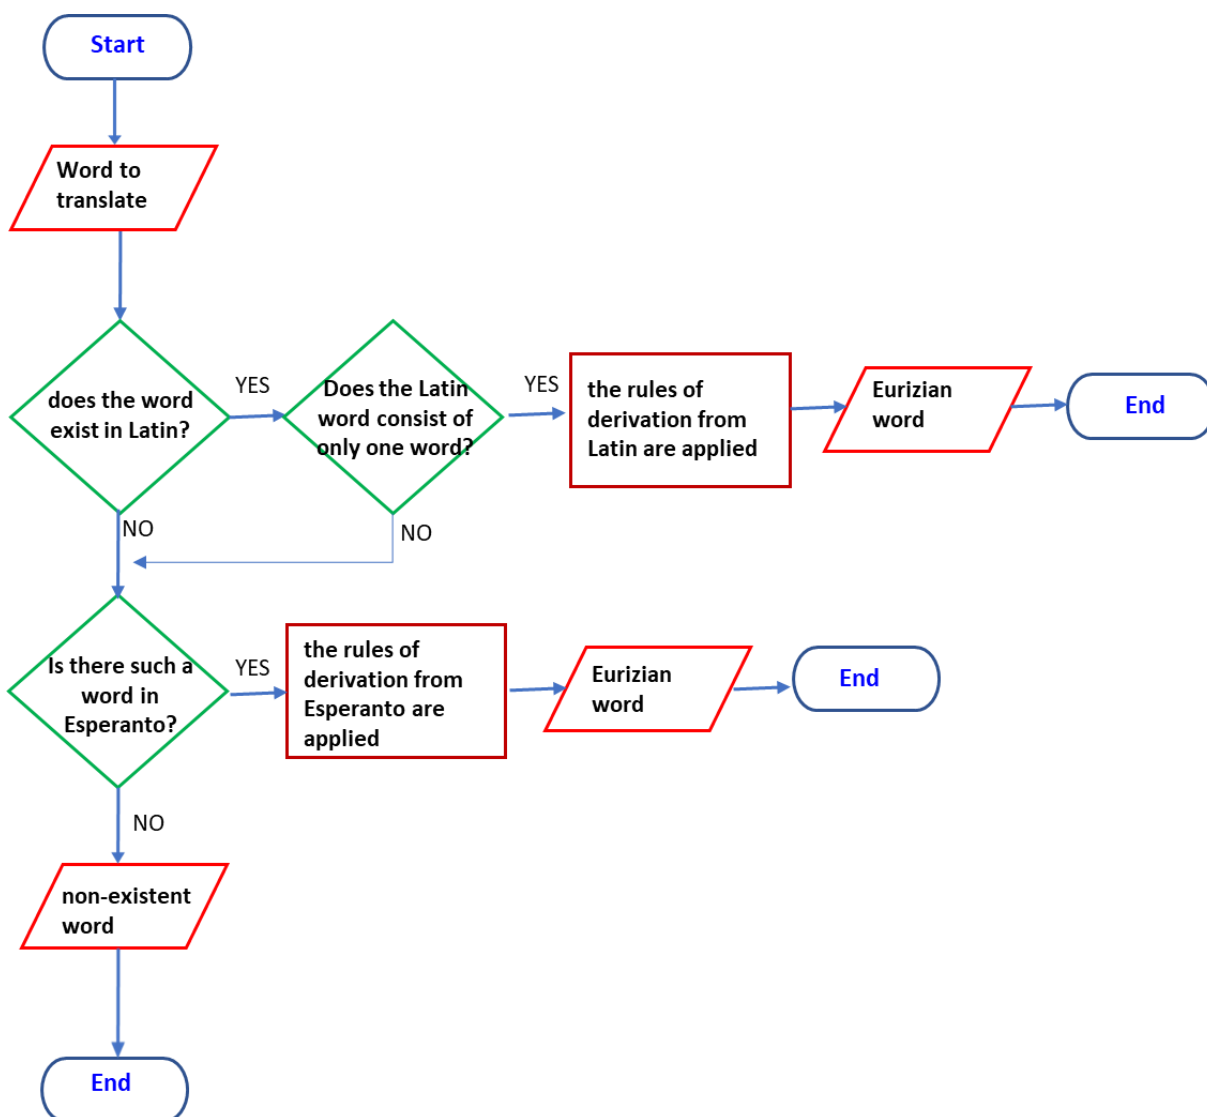 Start
Word to
translate
does the word
exist in Latin?
YES
Does the Latin
word consist of
only one word?
YES
the rules of
derivation from
Latin are applied
Eurizian
word
End
NO
NO
Is there such a
word in
Esperanto?
YES
the rules of
derivation from
Esperanto are
applied
Eurizian
word
End
NO
non-existent
word
End